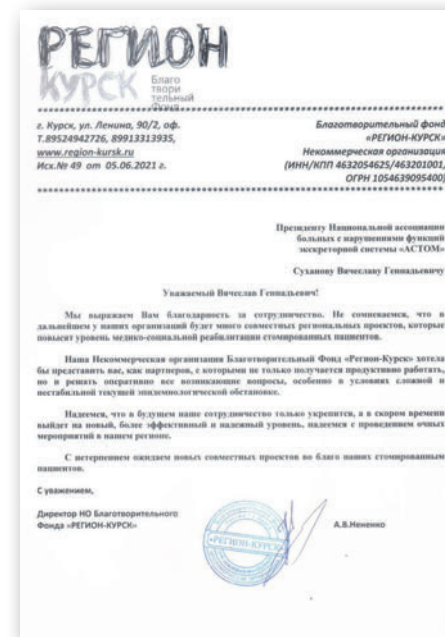 РЕГИОН
КУРСК
Благо
твори
тельный
Фонд
г. Курск, ул. Ленина, 90/2, оф.
Т.89524942726, 89913313935,
www.region-kursk.ru
Исх.№ 49 от 05.06.2021 г.
Благотворительный фонд
«РЕГИОН-КУРСК»
Некоммерческая организация
(ИНН/КПП 4632054625/463201001,
ОГРН 1054639095400)
Президенту Национальной ассоциации
больных с нарушениями функций
экскреторной системы «АСТОМ»
Суханову Вячеславу Геннадьевичу
Уважаемый Вячеслав Геннадьевич!
Мы выражаем Вам благодарность за сотрудничество. Не сомневаемся, что в
дальнейшем у наших организаций будет много совместных региональных проектов, которые
повысят уровень медико-социальной реабилитации стомированных пациентов.
Наша Некоммерческая организация Благотворительный Фонд «Регион-Курск» хотела
бы представить вас, как партнеров, с которыми не только получается продуктивно работать,
но и решать оперативно все возникающие вопросы, особенно в условиях сложной и
нестабильной текущей эпидемиологической обстановке.
Надеемся, что в будущем наше сотрудничество только укрепится, а в скором времени
выйдет на новый, более эффективный и надежный уровень, надеемся с проведением очных
мероприятий в нашем регионе.
С нетерпением ожидаем новых совместных проектов во благо наших стомированным
пациентов.
С уважением,
Директор НО Благотворительного
Фонда «РЕГИОН-КУРСК»
«РЕГИОН-КУРСК»
А.В.Нененко